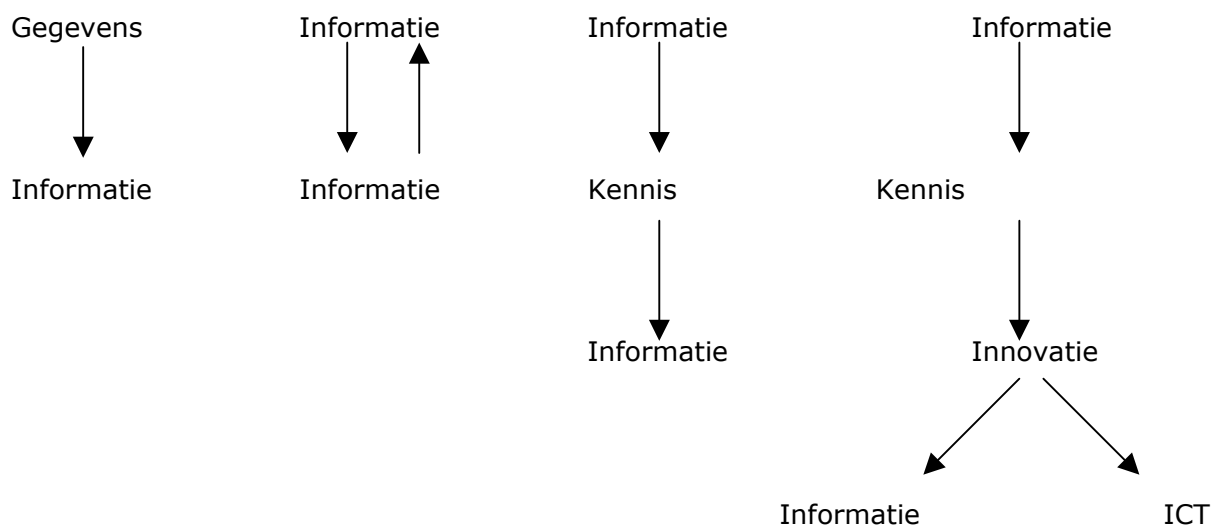 Gegevens Informatie Informatie Informatie
Informatie Informatie Kennis Kennis
Informatie Innovatie
Informatie ICT